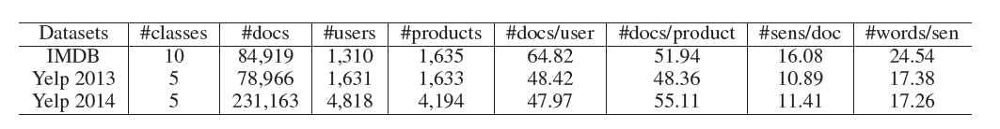 Datasets #classes #docs #users #products #docs/user #docs/product #sens/doc #words/sen
IMDB 10 84,919 1,310 1,635 64.82 51.94 16.08 24.54
Yelp 2013 5 78,966 1,631 1,633 48.42 48.36 10.89 17.38
Yelp 2014 5 231,163 4,818 4,194 47.97 55.11 11.41 17.26